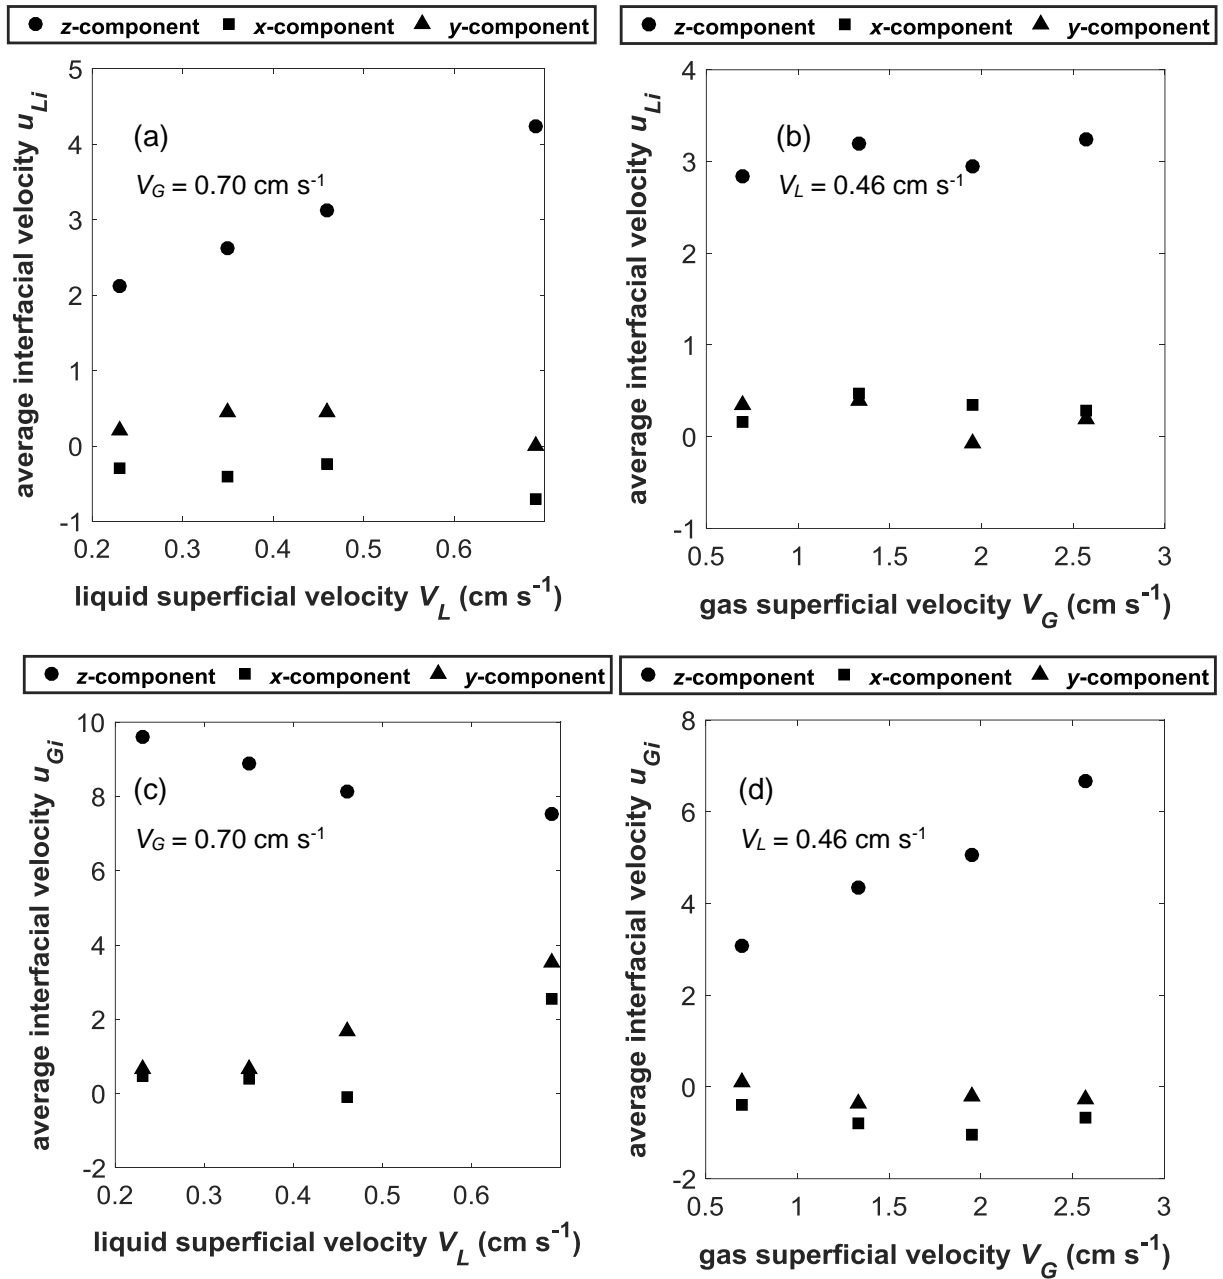 z-component x-component y-component
5
4
3
2
1
0
-1
average interfacial velocity u_Li
(a)
V_G = 0.70 cm s⁻¹
0.2 0.3 0.4 0.5 0.6
liquid superficial velocity V_L (cm s⁻¹)
z-component x-component y-component
4
3
2
1
0
-1
average interfacial velocity u_Li
(b)
V_L = 0.46 cm s⁻¹
0.5 1 1.5 2 2.5 3
gas superficial velocity V_G (cm s⁻¹)
z-component x-component y-component
10
8
6
4
2
0
-2
average interfacial velocity u_Gi
(c)
V_G = 0.70 cm s⁻¹
0.2 0.3 0.4 0.5 0.6
liquid superficial velocity V_L (cm s⁻¹)
z-component x-component y-component
8
6
4
2
0
-2
average interfacial velocity u_Gi
(d)
V_L = 0.46 cm s⁻¹
0.5 1 1.5 2 2.5 3
gas superficial velocity V_G (cm s⁻¹)